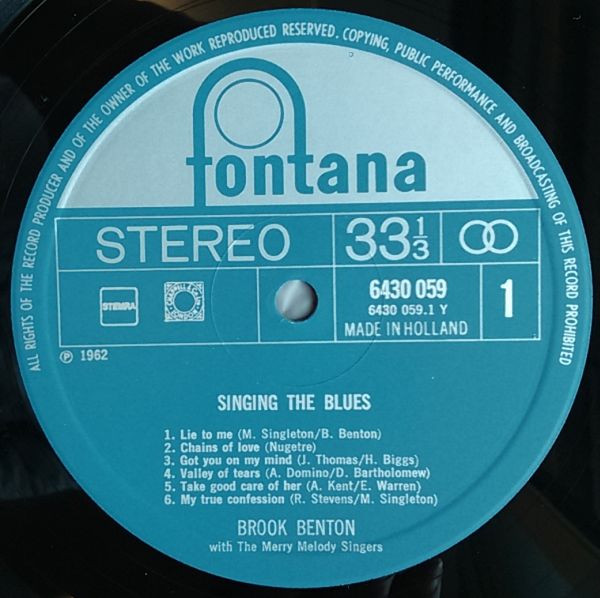 ALL RIGHTS OF THE RECORD PRODUCER AND OF THE OWNER OF THE WORK REPRODUCED RESERVED. COPYING, PUBLIC PERFORMANCE AND BROADCASTING OF THIS RECORD PROHIBITED
fontana
STEREO
33 1/3
STEMRA
6430 059
6430 059.1 Y
MADE IN HOLLAND
1
℗ 1962
SINGING THE BLUES
1. Lie to me (M. Singleton/B. Benton)
2. Chains of love (Nugetre)
3. Got you on my mind (J. Thomas/H. Biggs)
4. Valley of tears (A. Domino/D. Bartholomew)
5. Take good care of her (A. Kent/E. Warren)
6. My true confession (R. Stevens/M. Singleton)
BROOK BENTON
with The Merry Melody Singers